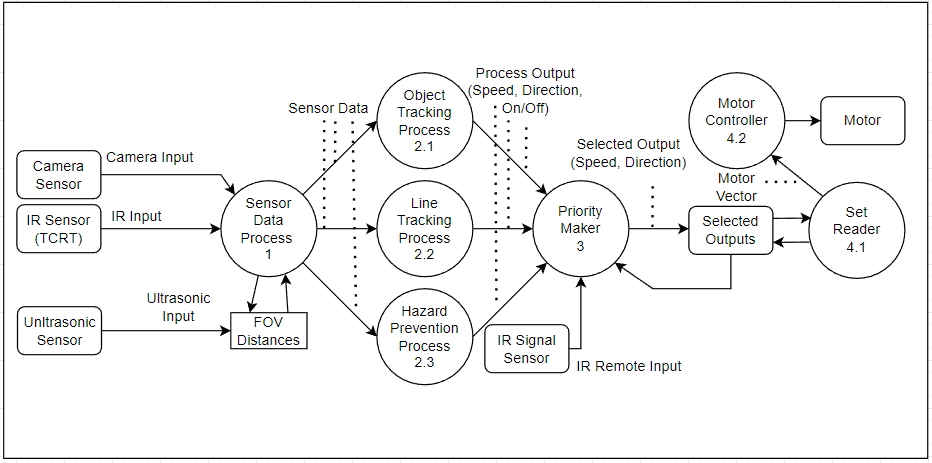 Process Output
(Speed, Direction,
On/Off)
Sensor Data
Object
Tracking
Process
2.1
Motor
Controller
4.2
Motor
Camera Input
Camera
Sensor
Selected Output
(Speed, Direction)
Motor
Vector
IR Sensor
(TCRT)
IR Input
Sensor
Data
Process
1
Line
Tracking
Process
2.2
Priority
Maker
3
Selected
Outputs
Set
Reader
4.1
Ultrasonic
Input
Unltrasonic
Sensor
FOV
Distances
Hazard
Prevention
Process
2.3
IR Signal
Sensor
IR Remote Input